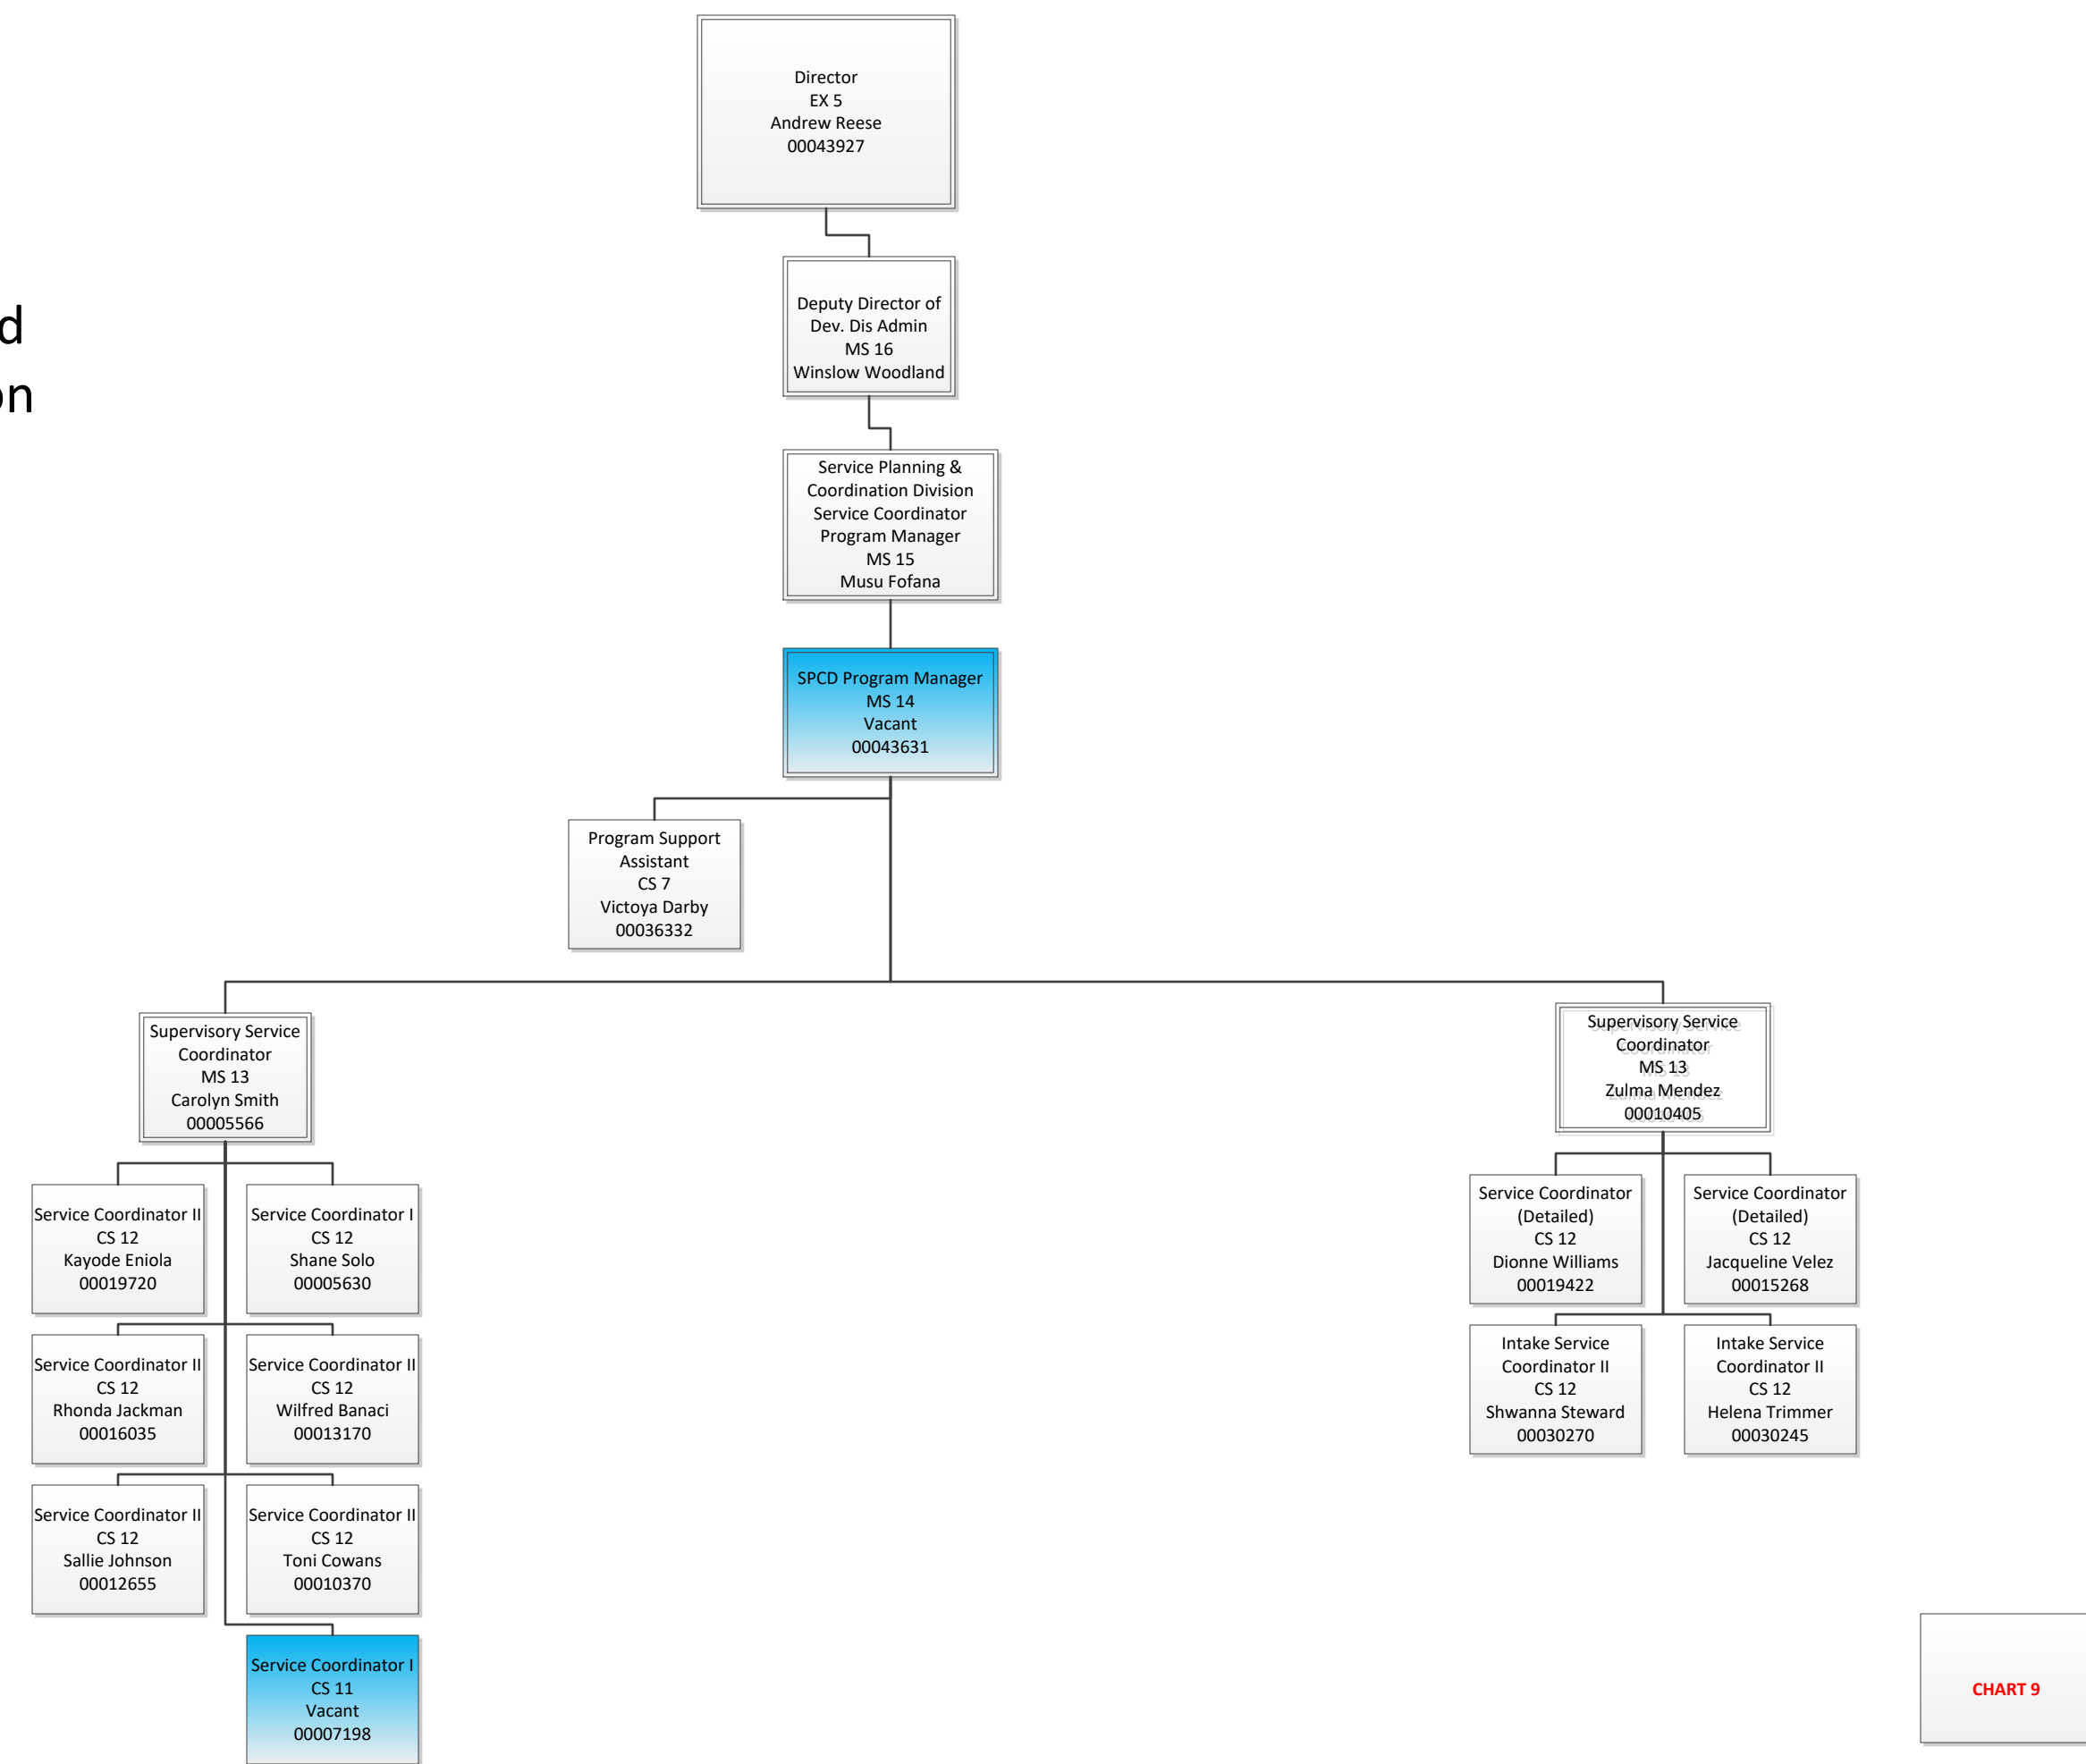 Director
EX 5
Andrew Reese
00043927
d
on
Deputy Director of
Dev. Dis Admin
MS 16
Winslow Woodland
Service Planning &
Coordination Division
Service Coordinator
Program Manager
MS 15
Musu Fofana
SPCD Program Manager
MS 14
Vacant
00043631
Program Support
Assistant
CS 7
Victoya Darby
00036332
Supervisory Service
Coordinator
MS 13
Carolyn Smith
00005566
Supervisory Service
Coordinator
MS 13
Zulma Mendez
00010405
Service Coordinator II
CS 12
Kayode Eniola
00019720
Service Coordinator I
CS 12
Shane Solo
00005630
Service Coordinator
(Detailed)
CS 12
Dionne Williams
00019422
Service Coordinator
(Detailed)
CS 12
Jacqueline Velez
00015268
Service Coordinator II
CS 12
Rhonda Jackman
00016035
Service Coordinator II
CS 12
Wilfred Banaci
00013170
Intake Service
Coordinator II
CS 12
Shwanna Steward
00030270
Intake Service
Coordinator II
CS 12
Helena Trimmer
00030245
Service Coordinator II
CS 12
Sallie Johnson
00012655
Service Coordinator II
CS 12
Toni Cowans
00010370
Service Coordinator I
CS 11
Vacant
00007198
CHART 9